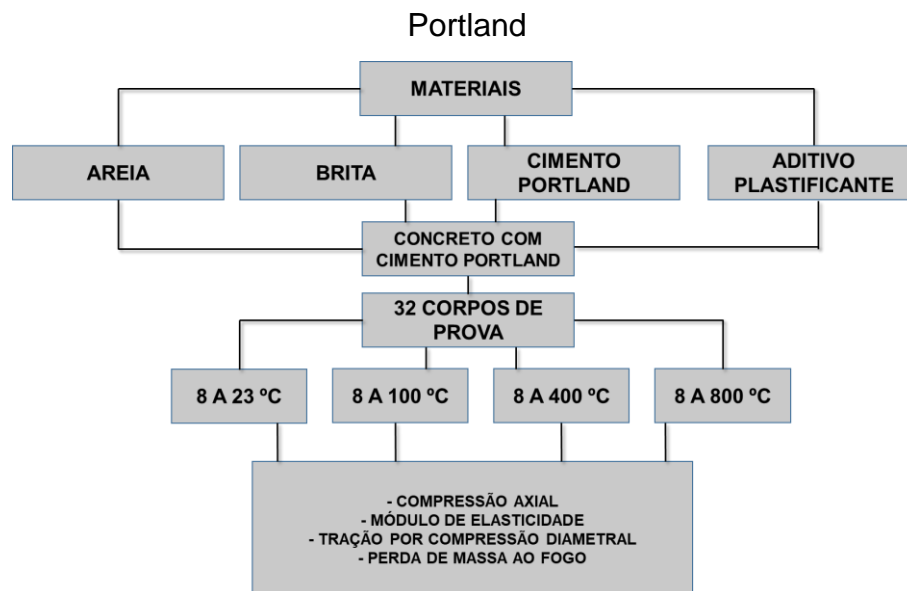 Portland
MATERIAIS
AREIA
BRITA
CIMENTO
PORTLAND
ADITIVO
PLASTIFICANTE
CONCRETO COM
CIMENTO PORTLAND
32 CORPOS DE
PROVA
8 A 23 ºC
8 A 100 ºC
8 A 400 ºC
8 A 800 ºC
- COMPRESSÃO AXIAL
- MÓDULO DE ELASTICIDADE
- TRAÇÃO POR COMPRESSÃO DIAMETRAL
- PERDA DE MASSA AO FOGO